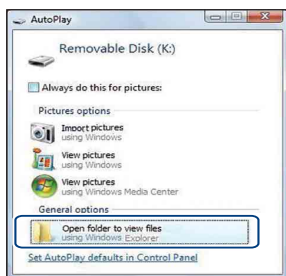 AutoPlay
Removable Disk (K:)
Always do this for pictures:
Pictures options
Import pictures
using Windows
View pictures
using Windows
View pictures
using Windows Media Center
General options
Open folder to view files
using Windows Explorer
Set AutoPlay defaults in Control Panel